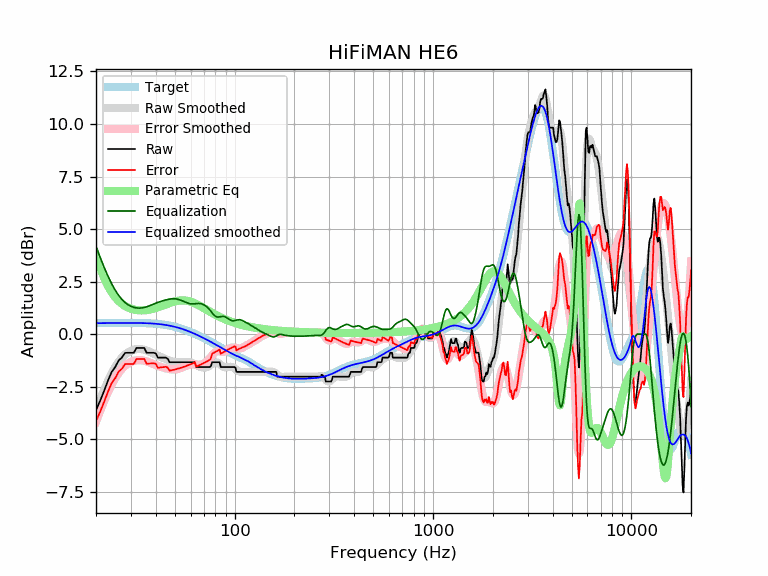 HiFiMAN HE6
12.5
10.0
7.5
5.0
2.5
0.0
−2.5
−5.0
−7.5
Amplitude (dBr)
Target
Raw Smoothed
Error Smoothed
Raw
Error
Parametric Eq
Equalization
Equalized smoothed
100 1000 10000
Frequency (Hz)